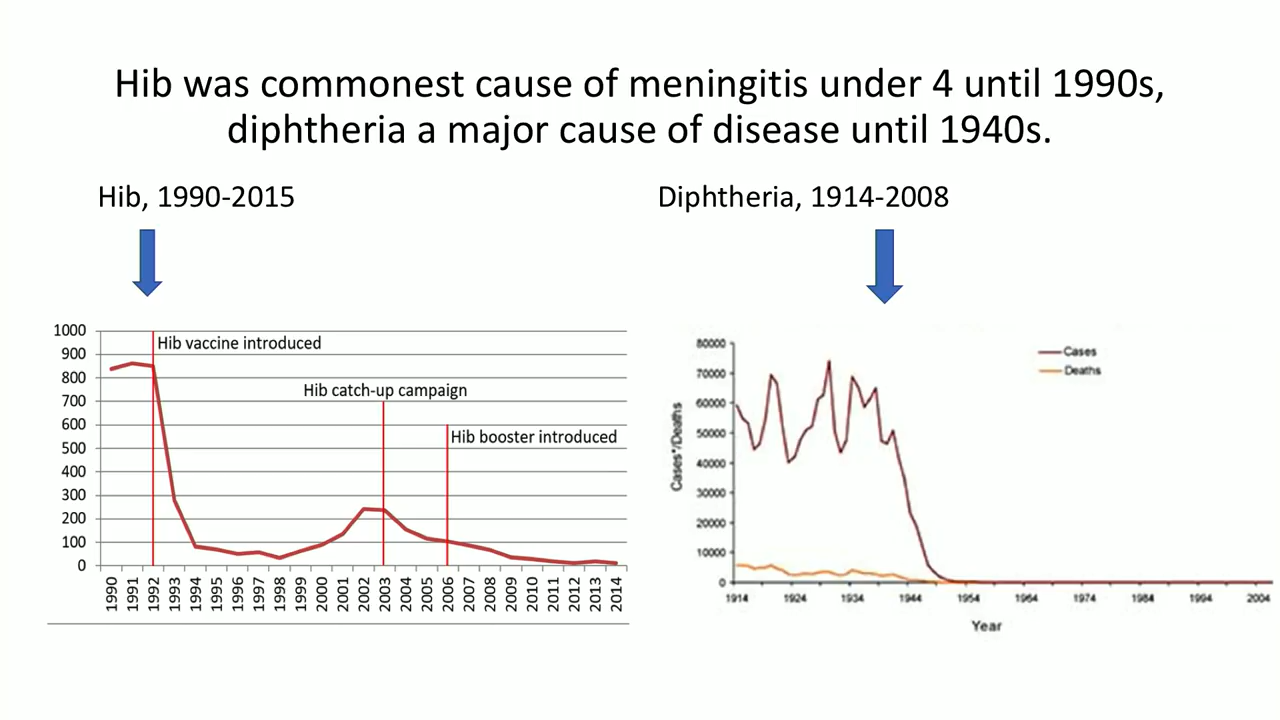 Hib was commonest cause of meningitis under 4 until 1990s,
diphtheria a major cause of disease until 1940s.
Hib, 1990-2015
1000
900
800
700
600
500
400
300
200
100
0
Hib vaccine introduced
Hib catch-up campaign
Hib booster introduced
1990 1991 1992 1993 1994 1995 1996 1997 1998 1999 2000 2001 2002 2003 2004 2005 2006 2007 2008 2009 2010 2011 2012 2013 2014
Diphtheria, 1914-2008
Cases
Deaths
Cases*/Deaths
80000
70000
60000
50000
40000
30000
20000
10000
0
1914 1924 1934 1944 1954 1964 1974 1984 1994 2004
Year